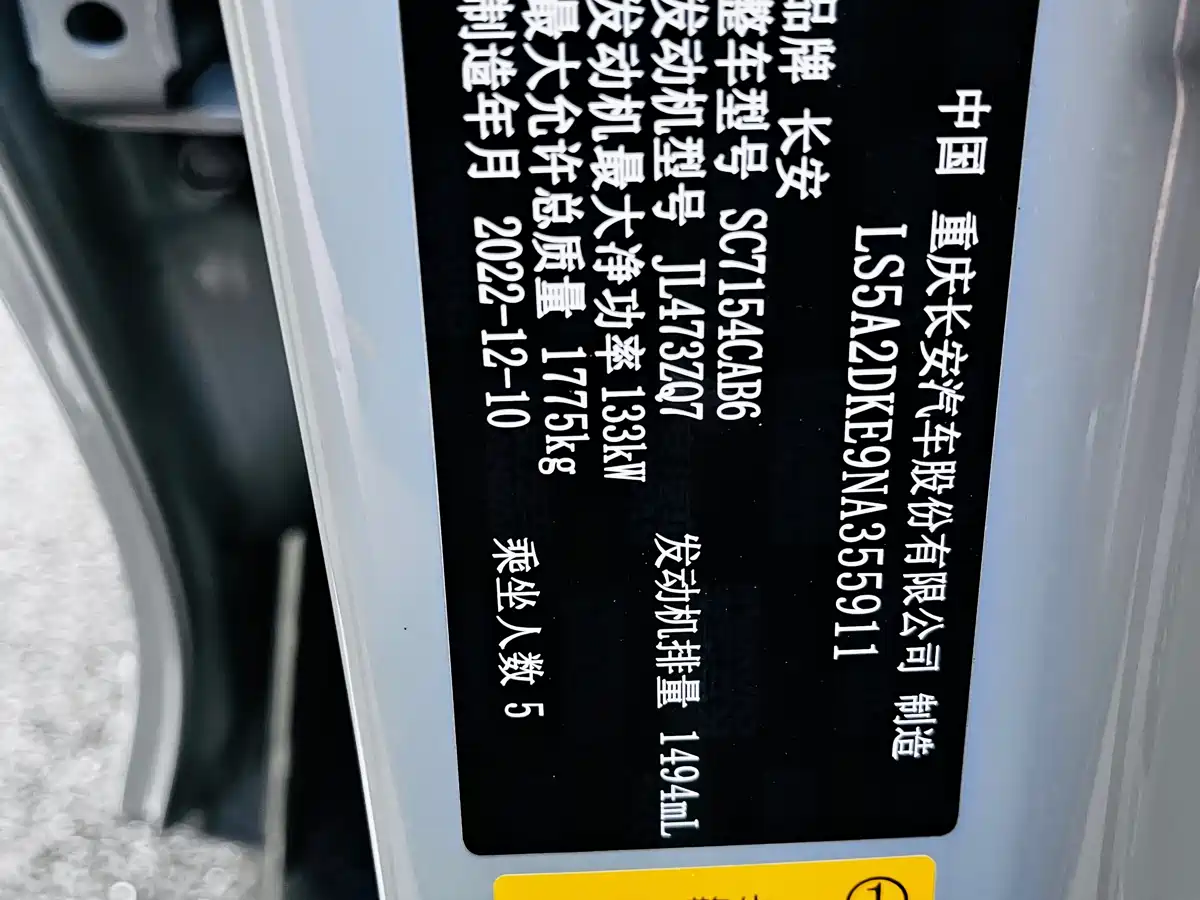 中国 重庆长安汽车股份有限公司 制造
LS5A2DKE9NA355911
品牌 长安
整车型号 SC7154CAB6
发动机型号 JL473ZQ7 发动机排量 1494mL
发动机最大净功率 133kW
最大允许总质量 1775kg
制造年月 2022-12-10 乘坐人数 5
①